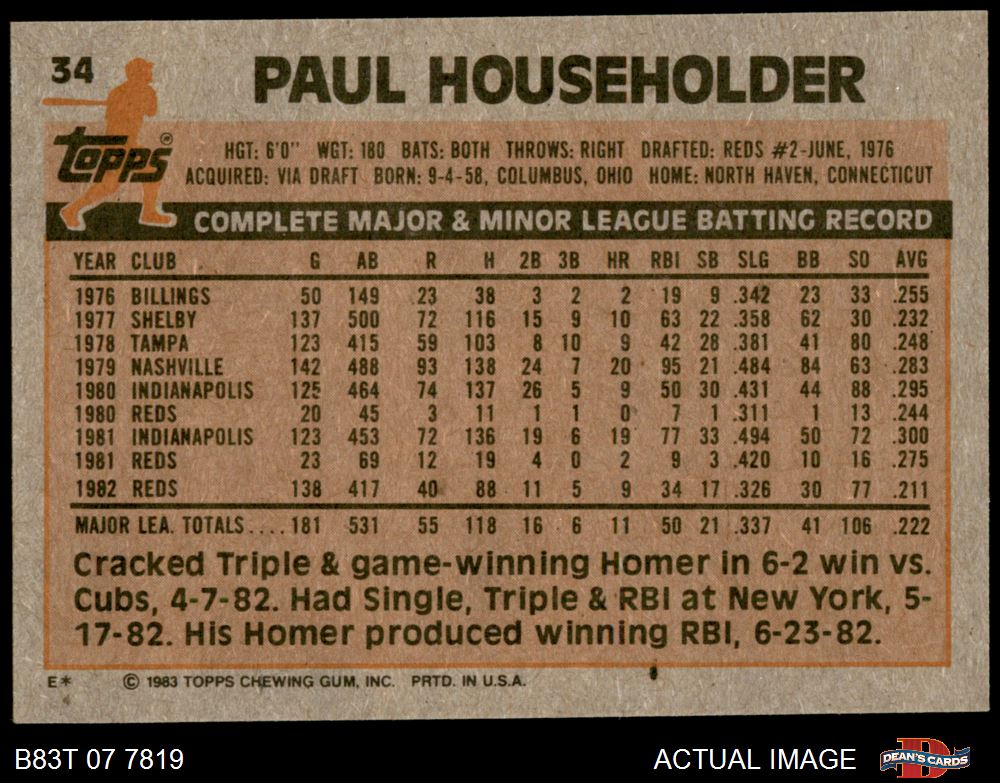 34
PAUL HOUSEHOLDER
Topps®
HGT: 6'0" WGT: 180 BATS: BOTH THROWS: RIGHT DRAFTED: REDS #2-JUNE, 1976
ACQUIRED: VIA DRAFT BORN: 9-4-58, COLUMBUS, OHIO HOME: NORTH HAVEN, CONNECTICUT
COMPLETE MAJOR & MINOR LEAGUE BATTING RECORD
YEAR CLUB G AB R H 2B 3B HR RBI SB SLG BB SO AVG
1976 BILLINGS 50 149 23 38 3 2 2 19 9 .342 23 33 .255
1977 SHELBY 137 500 72 116 15 9 10 63 22 .358 62 30 .232
1978 TAMPA 123 415 59 103 8 10 9 42 28 .381 41 80 .248
1979 NASHVILLE 142 488 93 138 24 7 20 95 21 .484 84 63 .283
1980 INDIANAPOLIS 125 464 74 137 26 5 9 50 30 .431 44 88 .295
1980 REDS 20 45 3 11 1 1 0 7 1 .311 1 13 .244
1981 INDIANAPOLIS 123 453 72 136 19 6 19 77 33 .494 50 72 .300
1981 REDS 23 69 12 19 4 0 2 9 3 .420 10 16 .275
1982 REDS 138 417 40 88 11 5 9 34 17 .326 30 77 .211
MAJOR LEA. TOTALS .... 181 531 55 118 16 6 11 50 21 .337 41 106 .222
Cracked Triple & game-winning Homer in 6-2 win vs.
Cubs, 4-7-82. Had Single, Triple & RBI at New York, 5-
17-82. His Homer produced winning RBI, 6-23-82.
E* © 1983 TOPPS CHEWING GUM, INC. PRTD. IN U.S.A.
B83T 07 7819 ACTUAL IMAGE DEAN'S CARDS